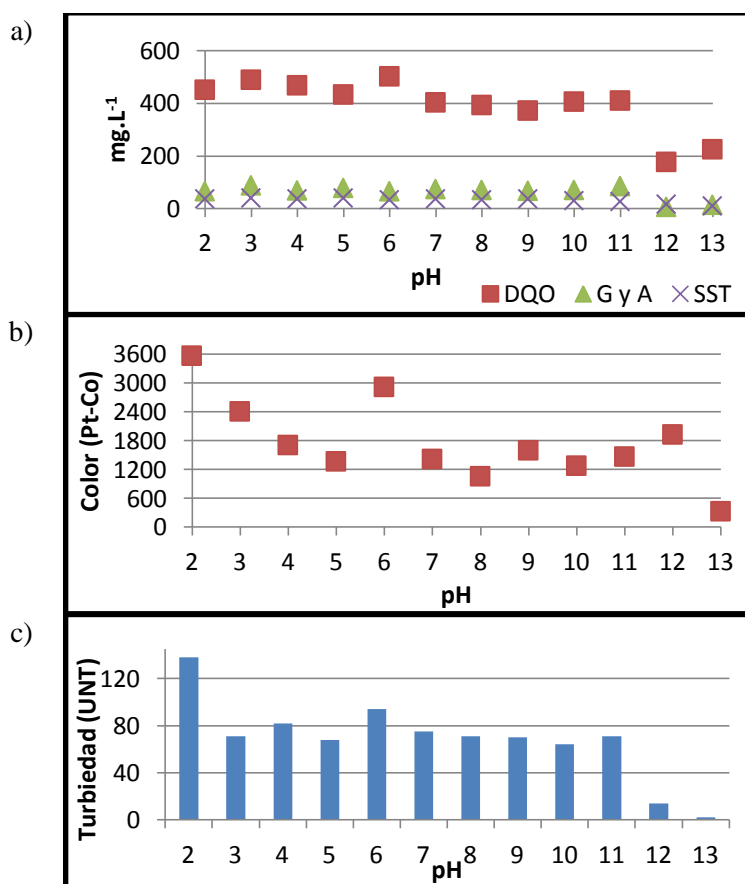 a)
600
400
200
0
mg.L⁻¹
2 3 4 5 6 7 8 9 10 11 12 13
pH
DQO G y A SST
b)
3600
3000
2400
1800
1200
600
0
Color (Pt-Co)
2 3 4 5 6 7 8 9 10 11 12 13
pH
c)
120
80
40
0
Turbiedad (UNT)
2 3 4 5 6 7 8 9 10 11 12 13
pH